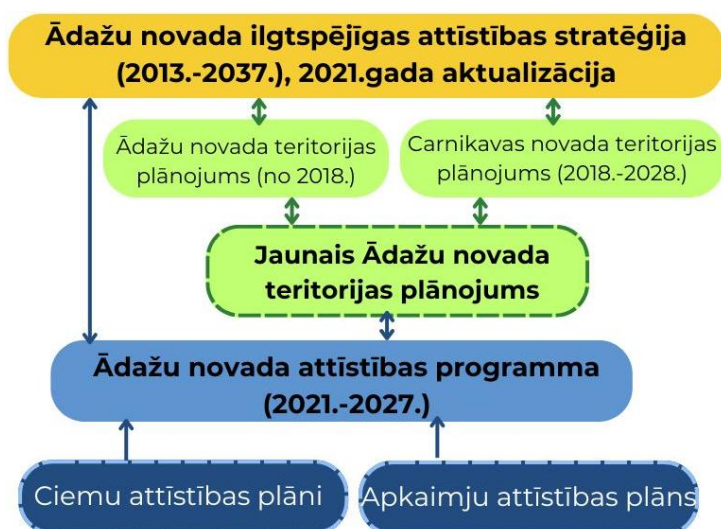 Ādažu novada ilgtspējīgas attīstības stratēģija
(2013.-2037.), 2021.gada aktualizācija
Ādažu novada teritorijas
plānojums (no 2018.)
Carnikavas novada teritorijas
plānojums (2018.-2028.)
Jaunais Ādažu novada
teritorijas plānojums
Ādažu novada attīstības programma
(2021.-2027.)
Ciemu attīstības plāni
Apkaimju attīstības plāns